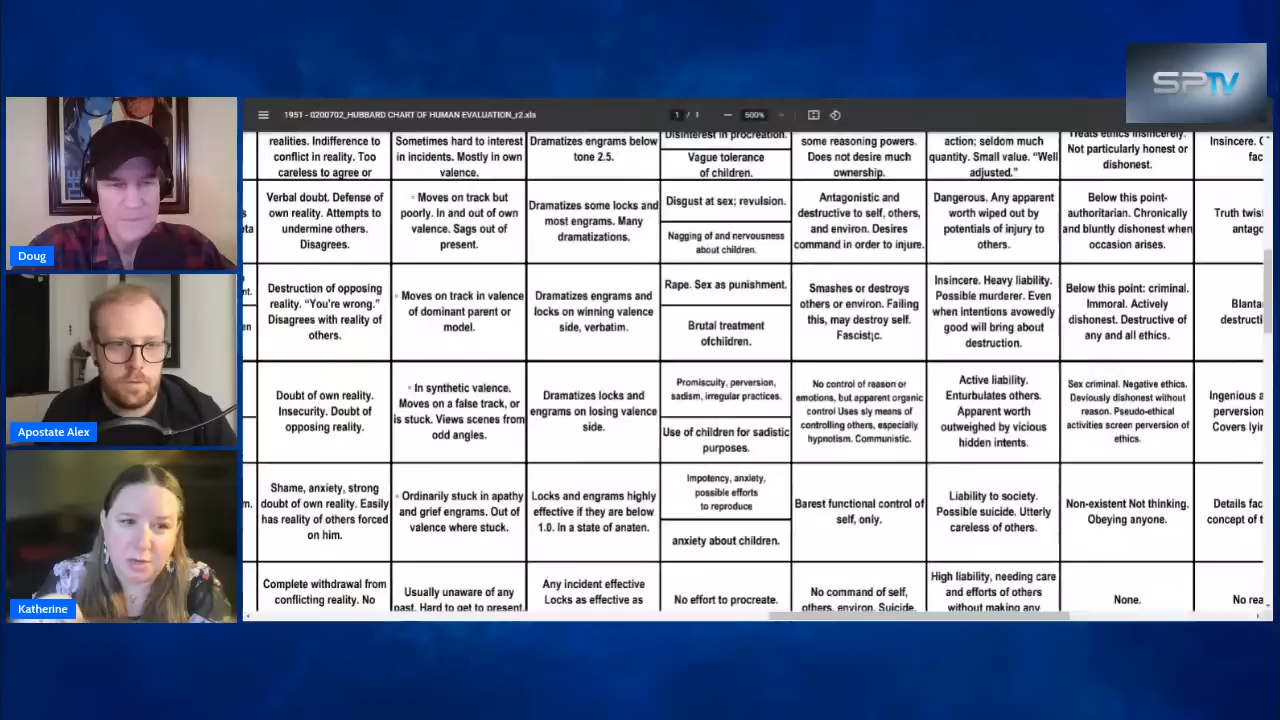 SPTV
Doug
Apostate Alex
Katherine
1951 - 0200702_HUBBARD CHART OF HUMAN EVALUATION_r2.xls
1 / 1
500%
realities. Indifference to
conflict in reality. Too
careless to agree or
Sometimes hard to interest
in incidents. Mostly in own
valence.
Dramatizes engrams below
tone 2.5.
Disinterest in procreation.
Vague tolerance
of children.
some reasoning powers.
Does not desire much
ownership.
action; seldom much
quantity. Small value. “Well
adjusted.”
Treats ethics insincerely.
Not particularly honest or
dishonest.
Insincere. C
fac
s
eta
Verbal doubt. Defense of
own reality. Attempts to
undermine others.
Disagrees.
Moves on track but
poorly. In and out of own
valence. Sags out of
present.
Dramatizes some locks and
most engrams. Many
dramatizations.
Disgust at sex; revulsion.
Nagging of and nervousness
about children.
Antagonistic and
destructive to self, others,
and environ. Desires
command in order to injure.
Dangerous. Any apparent
worth wiped out by
potentials of injury to
others.
Below this point-
authoritarian. Chronically
and bluntly dishonest when
occasion arises.
Truth twist
antago
nt.
en
Destruction of opposing
reality. “You're wrong.”
Disagrees with reality of
others.
Moves on track in valence
of dominant parent or
model.
Dramatizes engrams and
locks on winning valence
side, verbatim.
Rape. Sex as punishment.
Brutal treatment
ofchildren.
Smashes or destroys
others or environ. Failing
this, may destroy self.
Fascistic.
Insincere. Heavy liability.
Possible murderer. Even
when intentions avowedly
good will bring about
destruction.
Below this point: criminal.
Immoral. Actively
dishonest. Destructive of
any and all ethics.
Blanta
destructi
Doubt of own reality.
Insecurity. Doubt of
opposing reality.
In synthetic valence.
Moves on a false track, or
is stuck. Views scenes from
odd angles.
Dramatizes locks and
engrams on losing valence
side.
Promiscuity, perversion,
sadism, irregular practices.
Use of children for sadistic
purposes.
No control of reason or
emotions, but apparent organic
control Uses sly means of
controlling others, especially
hypnotism. Communistic.
Active liability.
Enturbulates others.
Apparent worth
outweighed by vicious
hidden intents.
Sex criminal. Negative ethics.
Deviously dishonest without
reason. Pseudo-ethical
activities screen perversion of
ethics.
Ingenious a
perversion
Covers lyin
m.
Shame, anxiety, strong
doubt of own reality. Easily
has reality of others forced
on him.
Ordinarily stuck in apathy
and grief engrams. Out of
valence where stuck.
Locks and engrams highly
effective if they are below
1.0. In a state of anaten.
Impotency, anxiety,
possible efforts
to reproduce
anxiety about children.
Barest functional control of
self, only.
Liability to society.
Possible suicide. Utterly
careless of others.
Non-existent Not thinking.
Obeying anyone.
Details fac
concept of t
Complete withdrawal from
conflicting reality. No
Usually unaware of any
past. Hard to get to present.
Any incident effective
Locks as effective as
No effort to procreate.
No command of self,
others, environ. Suicide.
High liability, needing care
and efforts of others
without making any
None.
No rea